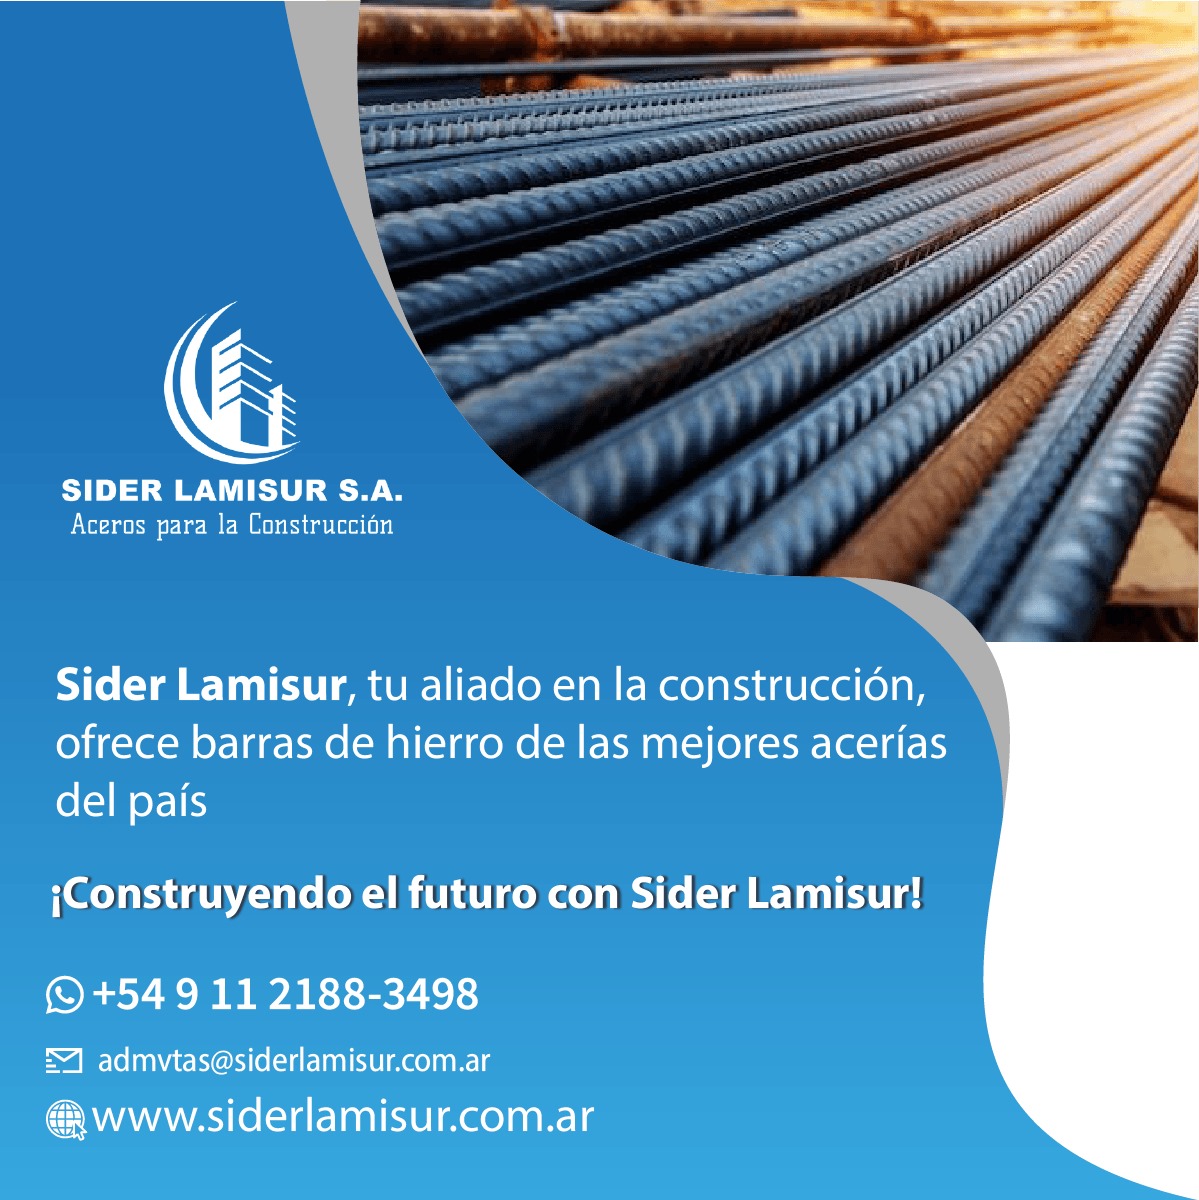 SIDER LAMISUR S.A.
Aceros para la Construcción
Sider Lamisur, tu aliado en la construcción,
ofrece barras de hierro de las mejores acerías
del país
¡Construyendo el futuro con Sider Lamisur!
+54 9 11 2188-3498
admvtas@siderlamisur.com.ar
www.siderlamisur.com.ar